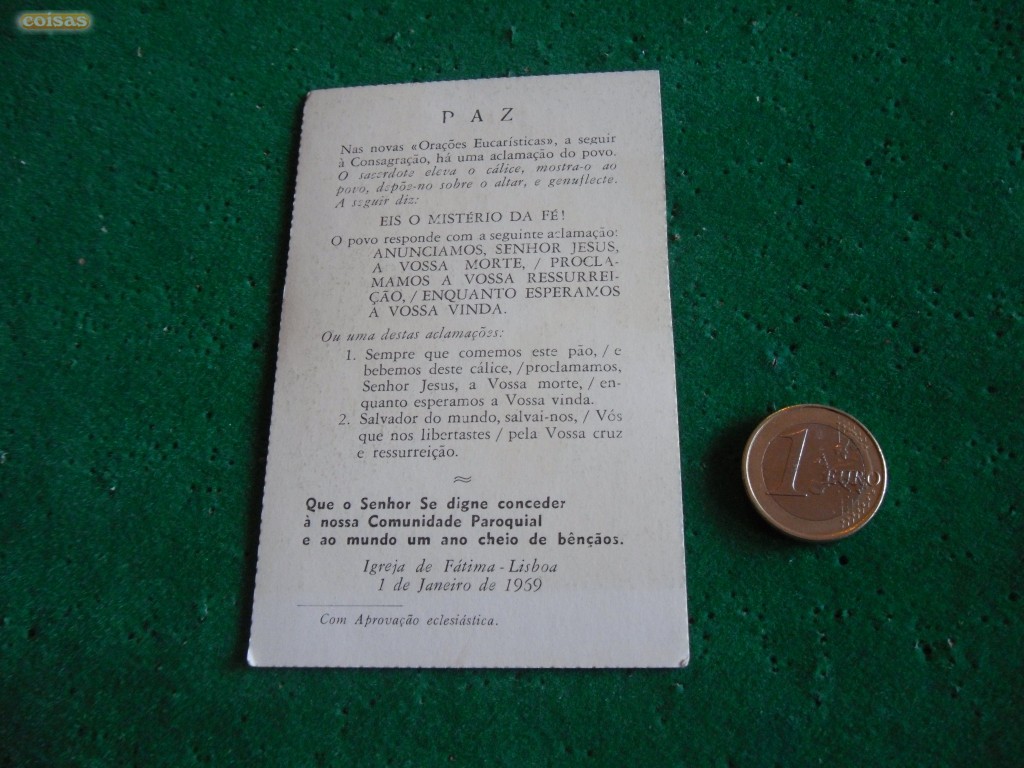 coisas
PAZ
Nas novas «Orações Eucarísticas», a seguir
à Consagração, há uma aclamação do povo.
O sacerdote eleva o cálice, mostra-o ao
povo, depõe-no sobre o altar, e genuflecte.
A seguir diz:
EIS O MISTÉRIO DA FÉ!
O povo responde com a seguinte aclamação:
ANUNCIAMOS, SENHOR JESUS,
A VOSSA MORTE, / PROCLA-
MAMOS A VOSSA RESSURREI-
ÇÃO, / ENQUANTO ESPERAMOS
A VOSSA VINDA.
Ou uma destas aclamações:
1. Sempre que comemos este pão, / e
bebemos deste cálice, /proclamamos,
Senhor Jesus, a Vossa morte, / en-
quanto esperamos a Vossa vinda.
2. Salvador do mundo, salvai-nos, / Vós
que nos libertastes / pela Vossa cruz
e ressurreição.
Que o Senhor Se digne conceder
à nossa Comunidade Paroquial
e ao mundo um ano cheio de bênçãos.
Igreja de Fátima - Lisboa
1 de Janeiro de 1969
Com Aprovação eclesiástica.
1 EURO